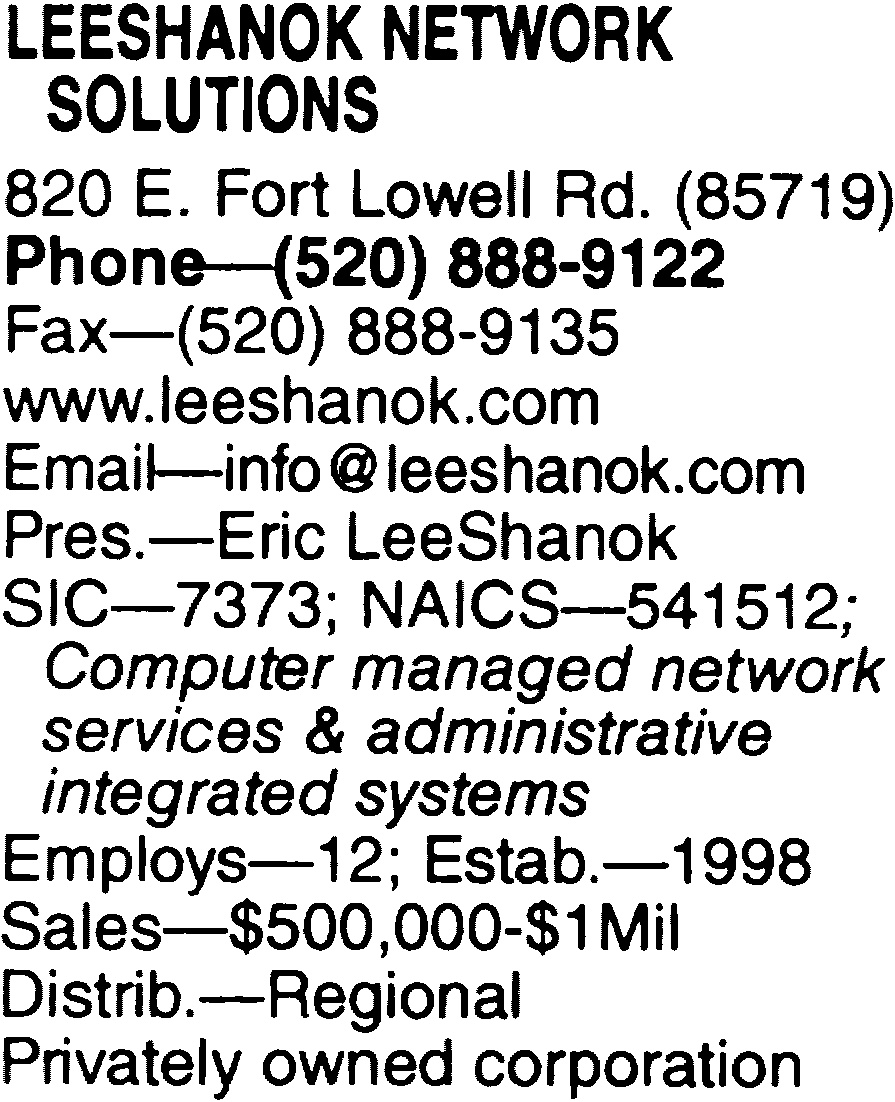 LEESHANOK NETWORK
SOLUTIONS
820 E. Fort Lowell Rd. (85719)
Phone—(520) 888-9122
Fax—(520) 888-9135
www.leeshanok.com
Email—info@leeshanok.com
Pres.—Eric LeeShanok
SIC—7373; NAICS—541512;
Computer managed network
services & administrative
integrated systems
Employs—12; Estab.—1998
Sales—$500,000-$1Mil
Distrib.—Regional
Privately owned corporation